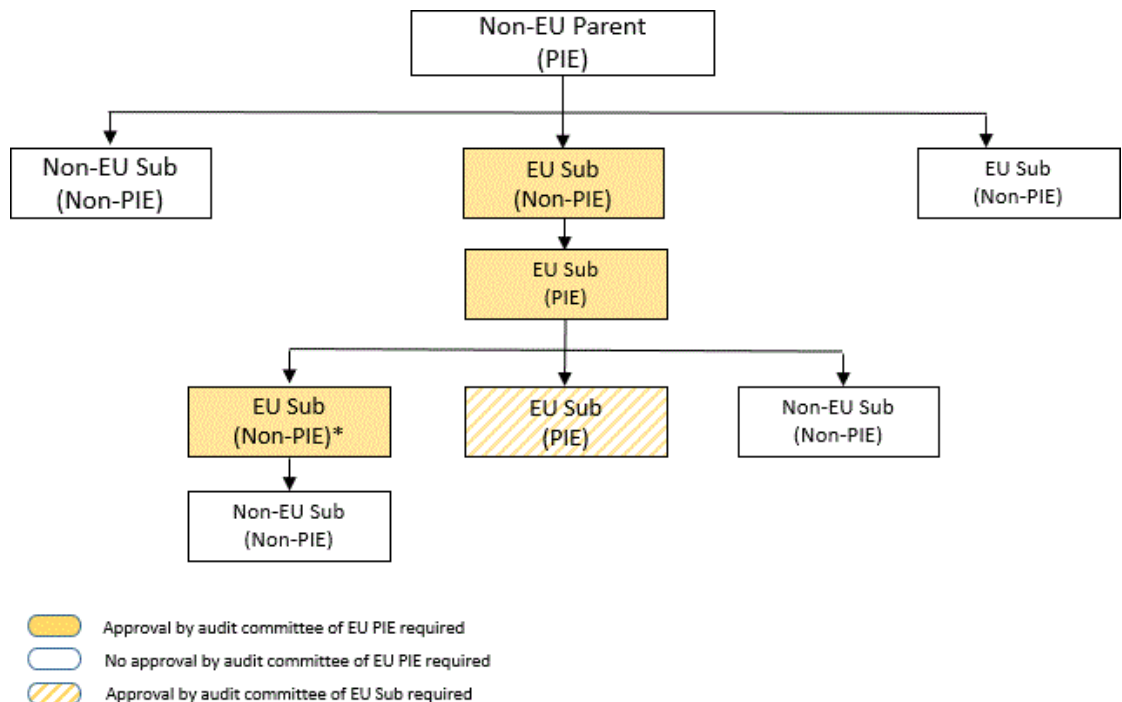 Non-EU Parent
(PIE)
Non-EU Sub
(Non-PIE)
EU Sub
(Non-PIE)
EU Sub
(Non-PIE)
EU Sub
(PIE)
EU Sub
(Non-PIE)*
EU Sub
(PIE)
Non-EU Sub
(Non-PIE)
Non-EU Sub
(Non-PIE)
Approval by audit committee of EU PIE required
No approval by audit committee of EU PIE required
Approval by audit committee of EU Sub required